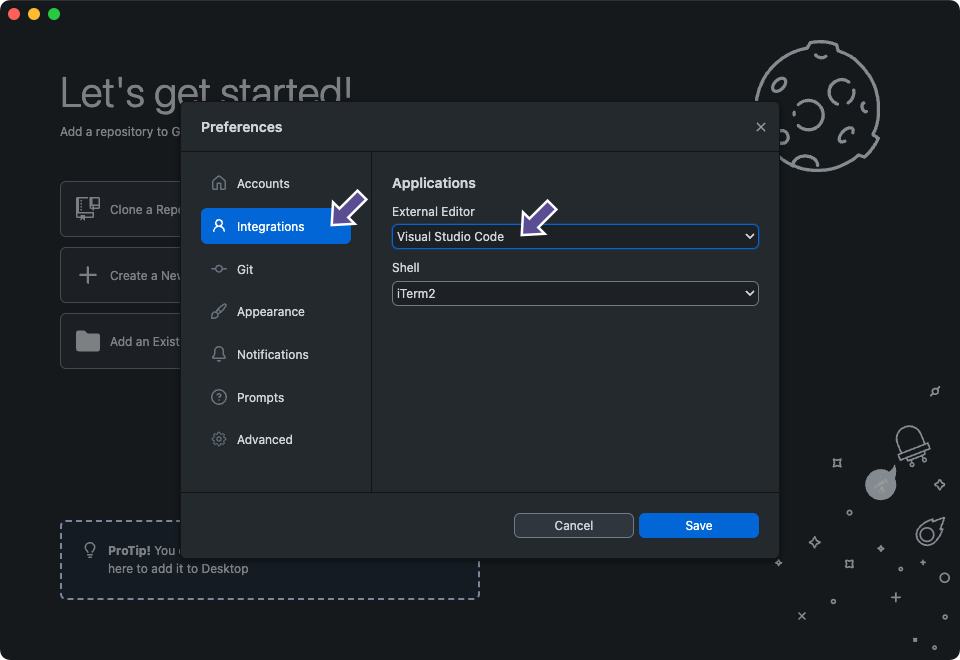 Let's get started!
Add a repository to G
Preferences
Accounts
Integrations
Git
Appearance
Notifications
Prompts
Advanced
Applications
External Editor
Visual Studio Code
Shell
iTerm2
Cancel
Save
Clone a Repo
Create a New
Add an Exist
ProTip! You
here to add it to Desktop